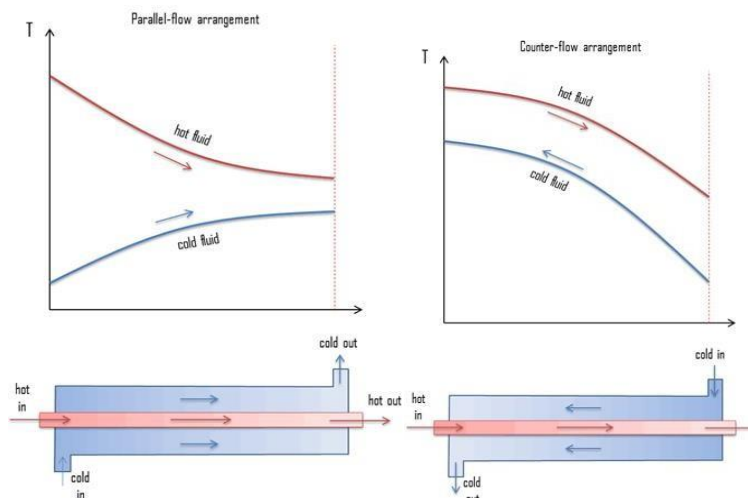 Parallel-flow arrangement
T
hot fluid
cold fluid
cold out
hot
in
hot out
cold
in
Counter-flow arrangement
T
hot fluid
cold fluid
cold in
hot
in
cold
out